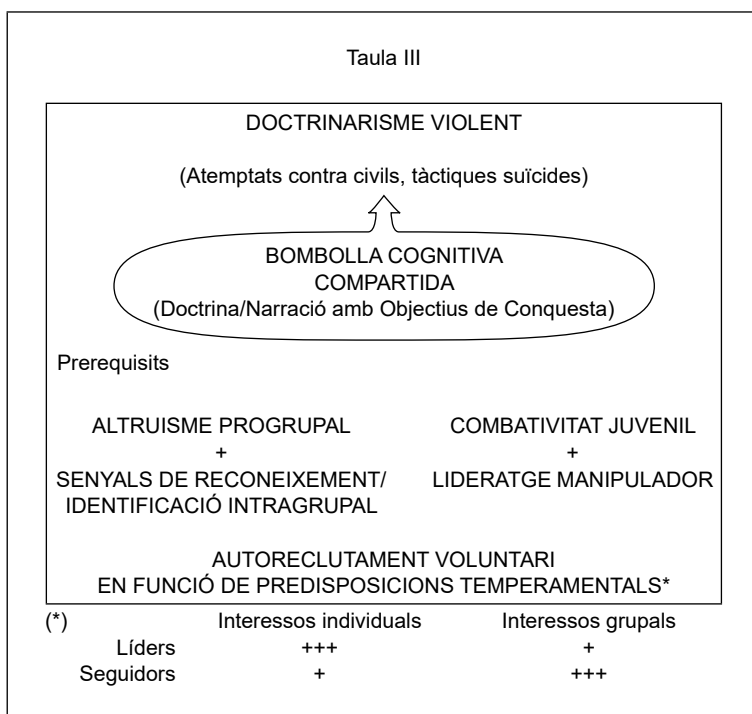 Taula III
DOCTRINARISME VIOLENT
(Atemptats contra civils, tàctiques suïcides)
BOMBOLLA COGNITIVA
COMPARTIDA
(Doctrina/Narració amb Objectius de Conquesta)
Prerequisits
ALTRUISME PROGRUPAL COMBATIVITAT JUVENIL
+ +
SENYALS DE RECONEIXEMENT/ LIDERATGE MANIPULADOR
IDENTIFICACIÓ INTRAGRUPAL
AUTORECLUTAMENT VOLUNTARI
EN FUNCIÓ DE PREDISPOSICIONS TEMPERAMENTALS*
(*) Interessos individuals Interessos grupals
Líders +++ +
Seguidors + +++